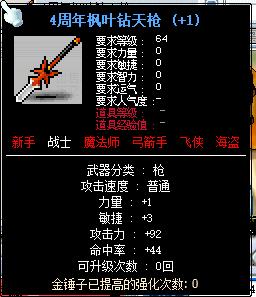 4周年枫叶钻天枪 (+1)
要求等级: 64
要求力量: -
要求敏捷: -
要求智力: -
要求运气: -
要求人气度: -
道具等级: -
道具经验值: -
新手 战士 魔法师 弓箭手 飞侠 海盗
武器分类 : 枪
攻击速度 : 普通
力量 : +1
敏捷 : +3
攻击力 : +92
命中率 : +44
可升级次数 : 0回
金锤子已提高的强化次数: 0